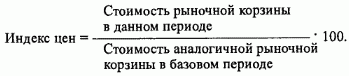 Стоимость рыночной корзины
в данном периоде
Индекс цен = · 100.
Стоимость аналогичной рыночной
корзины в базовом периоде